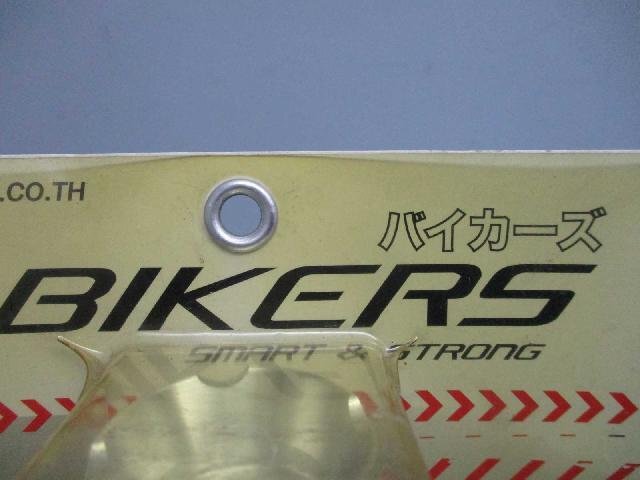 .CO.TH
バイカーズ
BIKERS
SMART & STRONG